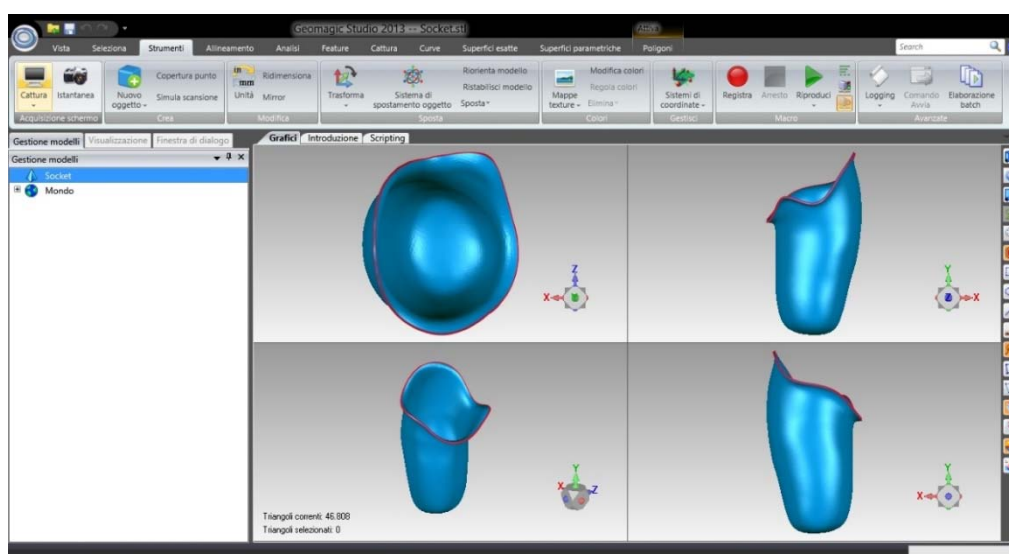 Geomagic Studio 2013 -- Socket.stl
Attiva
Vista Seleziona Strumenti Allineamento Analisi Feature Cattura Curve Superfici esatte Superfici parametriche Poligoni Search
Cattura Istantanea Nuovo oggetto Copertura punto Simula scansione Unità Ridimensiona Mirror Trasforma Sistema di spostamento oggetto Riorienta modello Ristabilisci modello Sposta Mappe texture Modifica colori Regola colori Elimina Sistemi di coordinate Registra Arresto Riproduci Logging Comando Avvia Elaborazione batch
in mm
Acquisizione schermo Crea Modifica Sposta Colori Gestisci Macro Avanzate
Gestione modelli Visualizzazione Finestra di dialogo Grafici Introduzione Scripting
Gestione modelli
Socket
Mondo
Z
X
Y
Z X
Y
X Z
Y
X
Triangoli correnti: 46.808
Triangoli selezionati: 0